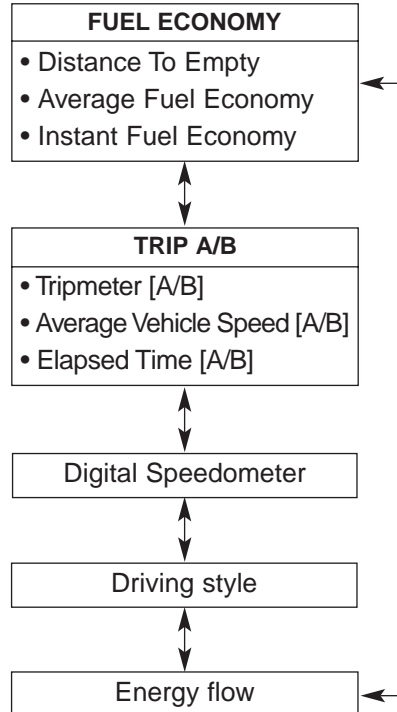 FUEL ECONOMY
• Distance To Empty
• Average Fuel Economy
• Instant Fuel Economy
TRIP A/B
• Tripmeter [A/B]
• Average Vehicle Speed [A/B]
• Elapsed Time [A/B]
Digital Speedometer
Driving style
Energy flow